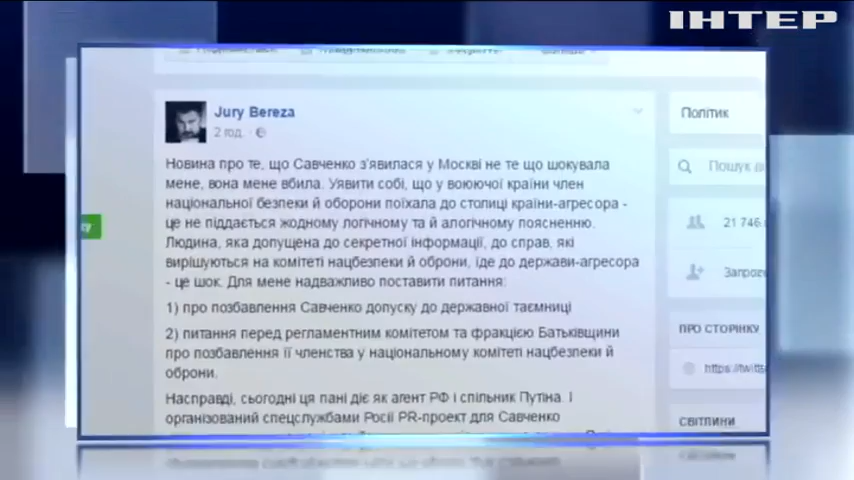 ІНТЕР
Jury Bereza
2 год.
Новина про те, що Савченко з'явилася у Москві не те що шокувала
мене, вона мене вбила. Уявити собі, що у воюючої країни член
національної безпеки й оборони поїхала до столиці країни-агресора -
це не піддається жодному логічному та й алогічному поясненню.
Людина, яка допущена до секретної інформації, до справ, які
вирішуються на комітеті нацбезпеки й оброни, їде до держави-агресора
- це шок. Для мене надважливо поставити питання:
1) про позбавлення Савченко допуску до державної таємниці
2) питання перед регламентним комітетом та фракцією Батьківщини
про позбавлення її членства у національному комітеті нацбезпеки й
оброни.
Насправді, сьогодні ця пані діє як агент РФ і спільник Путіна. І
організований спецслужбами Росії PR-проект для Савченко
Політик
Пошук
21 746
Запрос
ПРО СТОРІНКУ
https://twitt
СВІТЛИНИ